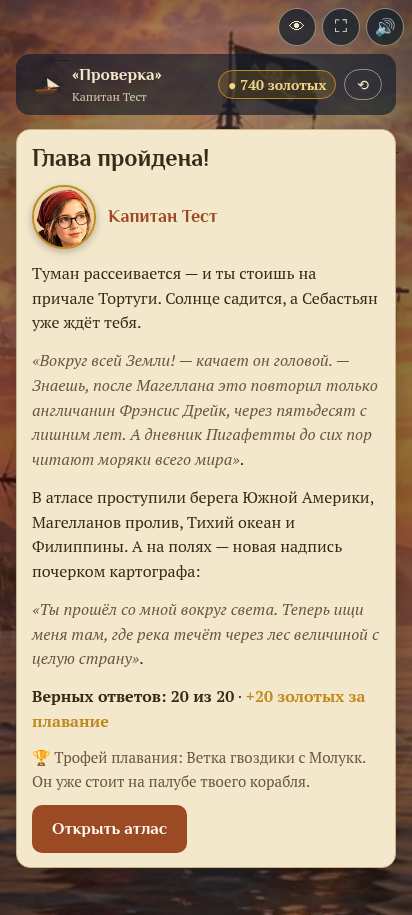 «Проверка»
Капитан Тест
● 740 золотых
Глава пройдена!
Капитан Тест
Туман рассеивается — и ты стоишь на
причале Тортуги. Солнце садится, а Себастьян
уже ждёт тебя.
«Вокруг всей Земли! — качает он головой. —
Знаешь, после Магеллана это повторил только
англичанин Фрэнсис Дрейк, через пятьдесят с
лишним лет. А дневник Пигафетты до сих пор
читают моряки всего мира».
В атласе проступили берега Южной Америки,
Магелланов пролив, Тихий океан и
Филиппины. А на полях — новая надпись
почерком картографа:
«Ты прошёл со мной вокруг света. Теперь ищи
меня там, где река течёт через лес величиной с
целую страну».
Верных ответов: 20 из 20 · +20 золотых за
плавание
🏆 Трофей плавания: Ветка гвоздики с Молукк.
Он уже стоит на палубе твоего корабля.
Открыть атлас